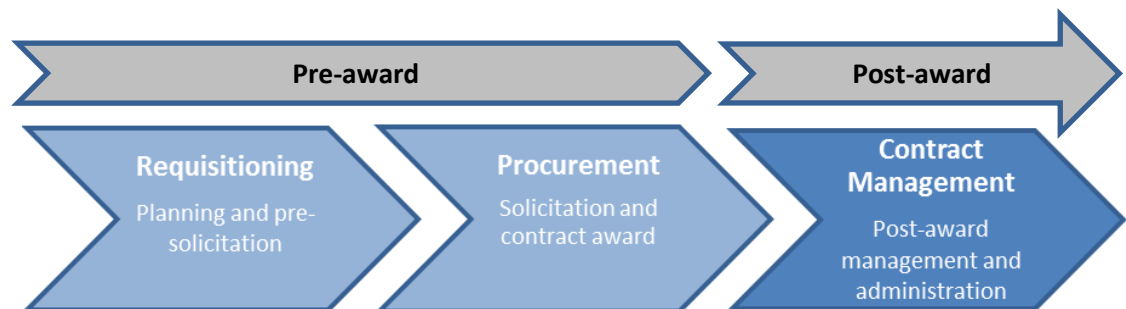 Pre-award
Post-award
Requisitioning
Planning and pre-
solicitation
Procurement
Solicitation and
contract award
Contract
Management
Post-award
management and
administration